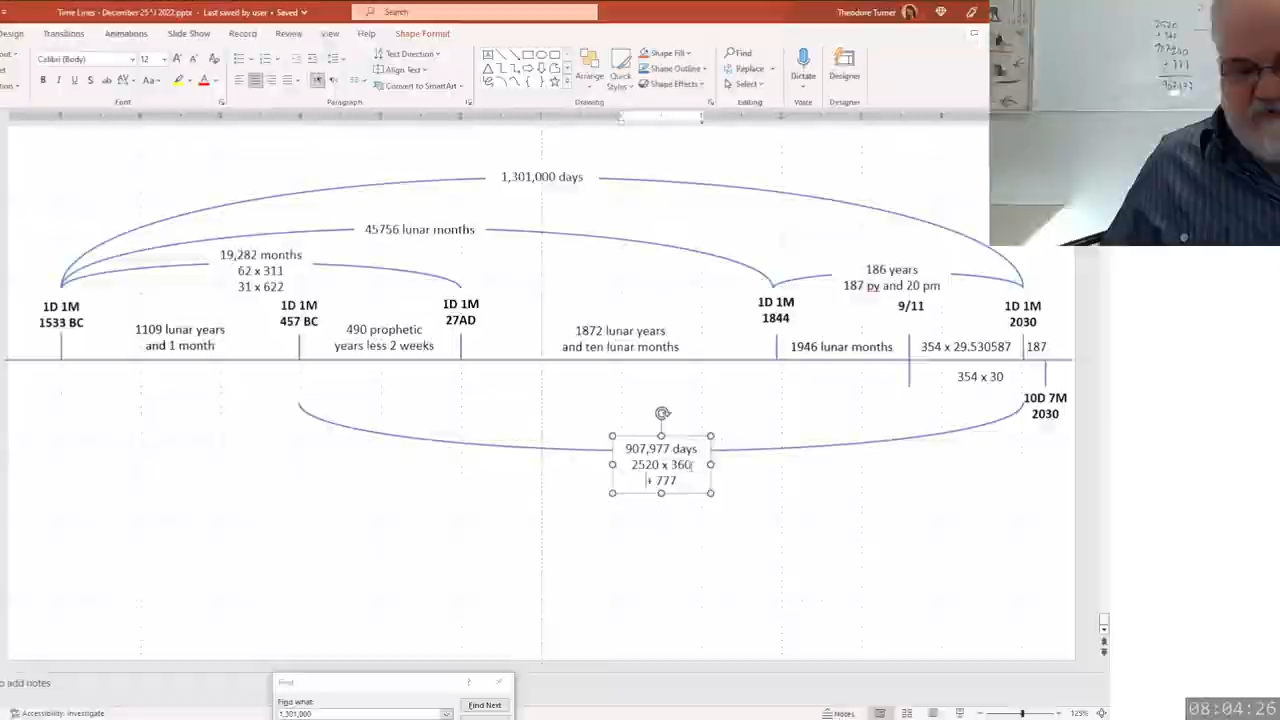 Time Lines - December 25 2022.pptx • Last saved by user • Saved
Search
Theodore Turner
Design
Transitions
Animations
Slide Show
Record
Review
View
Help
Shape Format
Calibri (Body)
12
Font
Text Direction
Align Text
Convert to SmartArt
Paragraph
Arrange
Quick
Styles
Shape Fill
Shape Outline
Shape Effects
Drawing
Find
Replace
Select
Editing
Dictate
Voice
Designer
Designer
1,301,000 days
45756 lunar months
19,282 months
62 x 311
31 x 622
186 years
187 py and 20 pm
1D 1M
1533 BC
1D 1M
457 BC
1D 1M
27AD
1D 1M
1844
9/11
1D 1M
2030
1109 lunar years
and 1 month
490 prophetic
years less 2 weeks
1872 lunar years
and ten lunar months
1946 lunar months
354 x 29.530587
187
354 x 30
10D 7M
2030
907,977 days
2520 x 360
+ 777
o add notes
Find
?
Find what:
1,301,000
Find Next
Accessibility: Investigate
Notes
125%
08:04:26